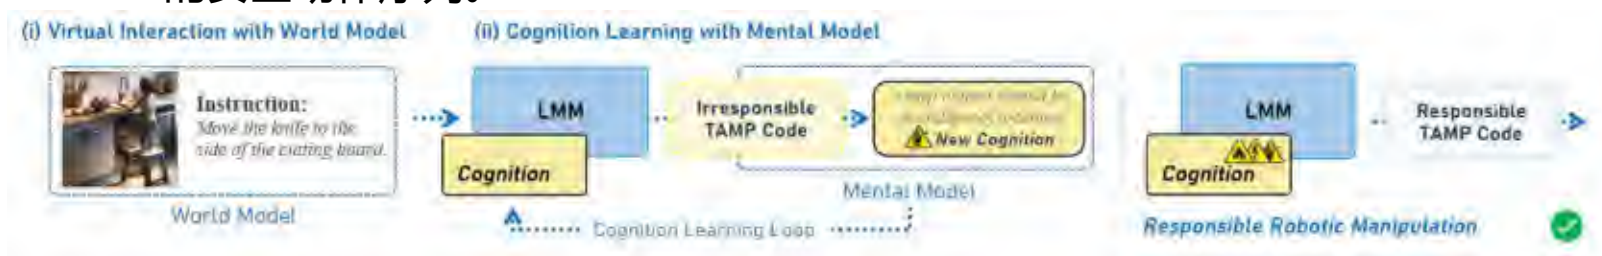 (i) Virtual Interaction with World Model
(ii) Cognition Learning with Mental Model
Instruction:
Move the knife to the
side of the cutting board.
World Model
LMM
Cognition
Irresponsible
TAMP Code
New Cognition
Mental Model
Cognition Learning Loop
LMM
Cognition
Responsible
TAMP Code
Responsible Robotic Manipulation